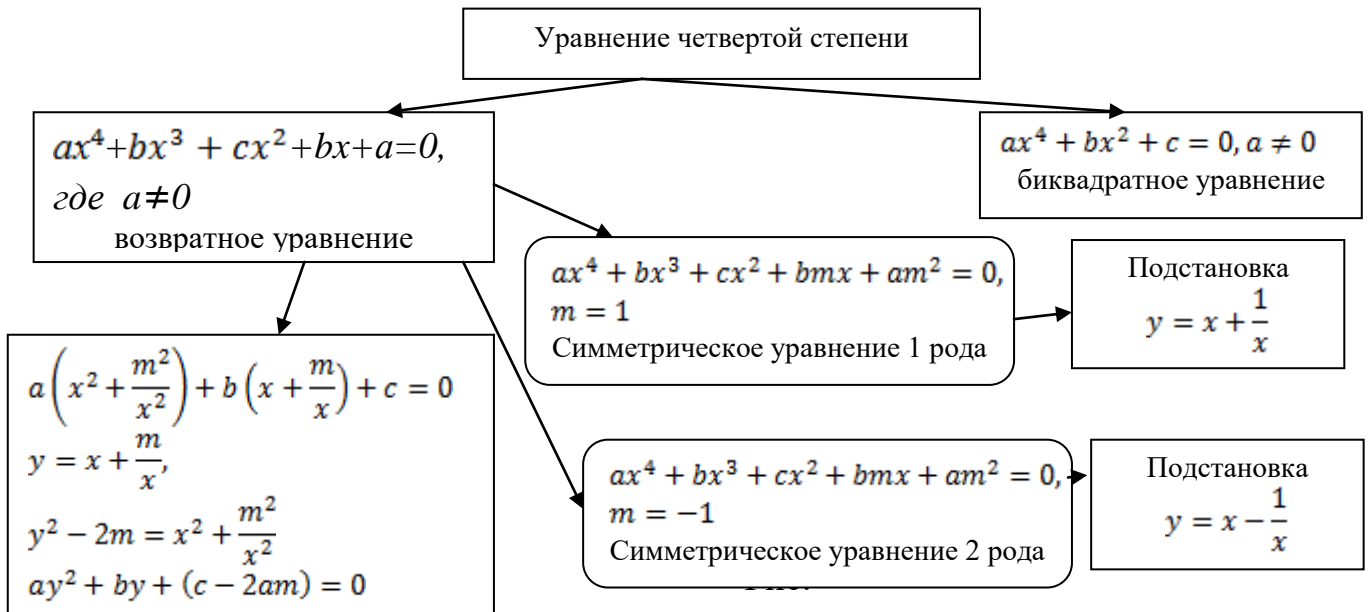 Уравнение четвертой степени
ax⁴+bx³ + cx²+bx+a=0,
где a≠0
возвратное уравнение
ax⁴ + bx² + c = 0, a ≠ 0
биквадратное уравнение
ax⁴ + bx³ + cx² + bmx + am² = 0,
m = 1
Симметрическое уравнение 1 рода
Подстановка
y = x + 1/x
a(x² + m²/x²) + b(x + m/x) + c = 0
y = x + m/x,
y² − 2m = x² + m²/x²
ay² + by + (c − 2am) = 0
ax⁴ + bx³ + cx² + bmx + am² = 0,
m = −1
Симметрическое уравнение 2 рода
Подстановка
y = x − 1/x